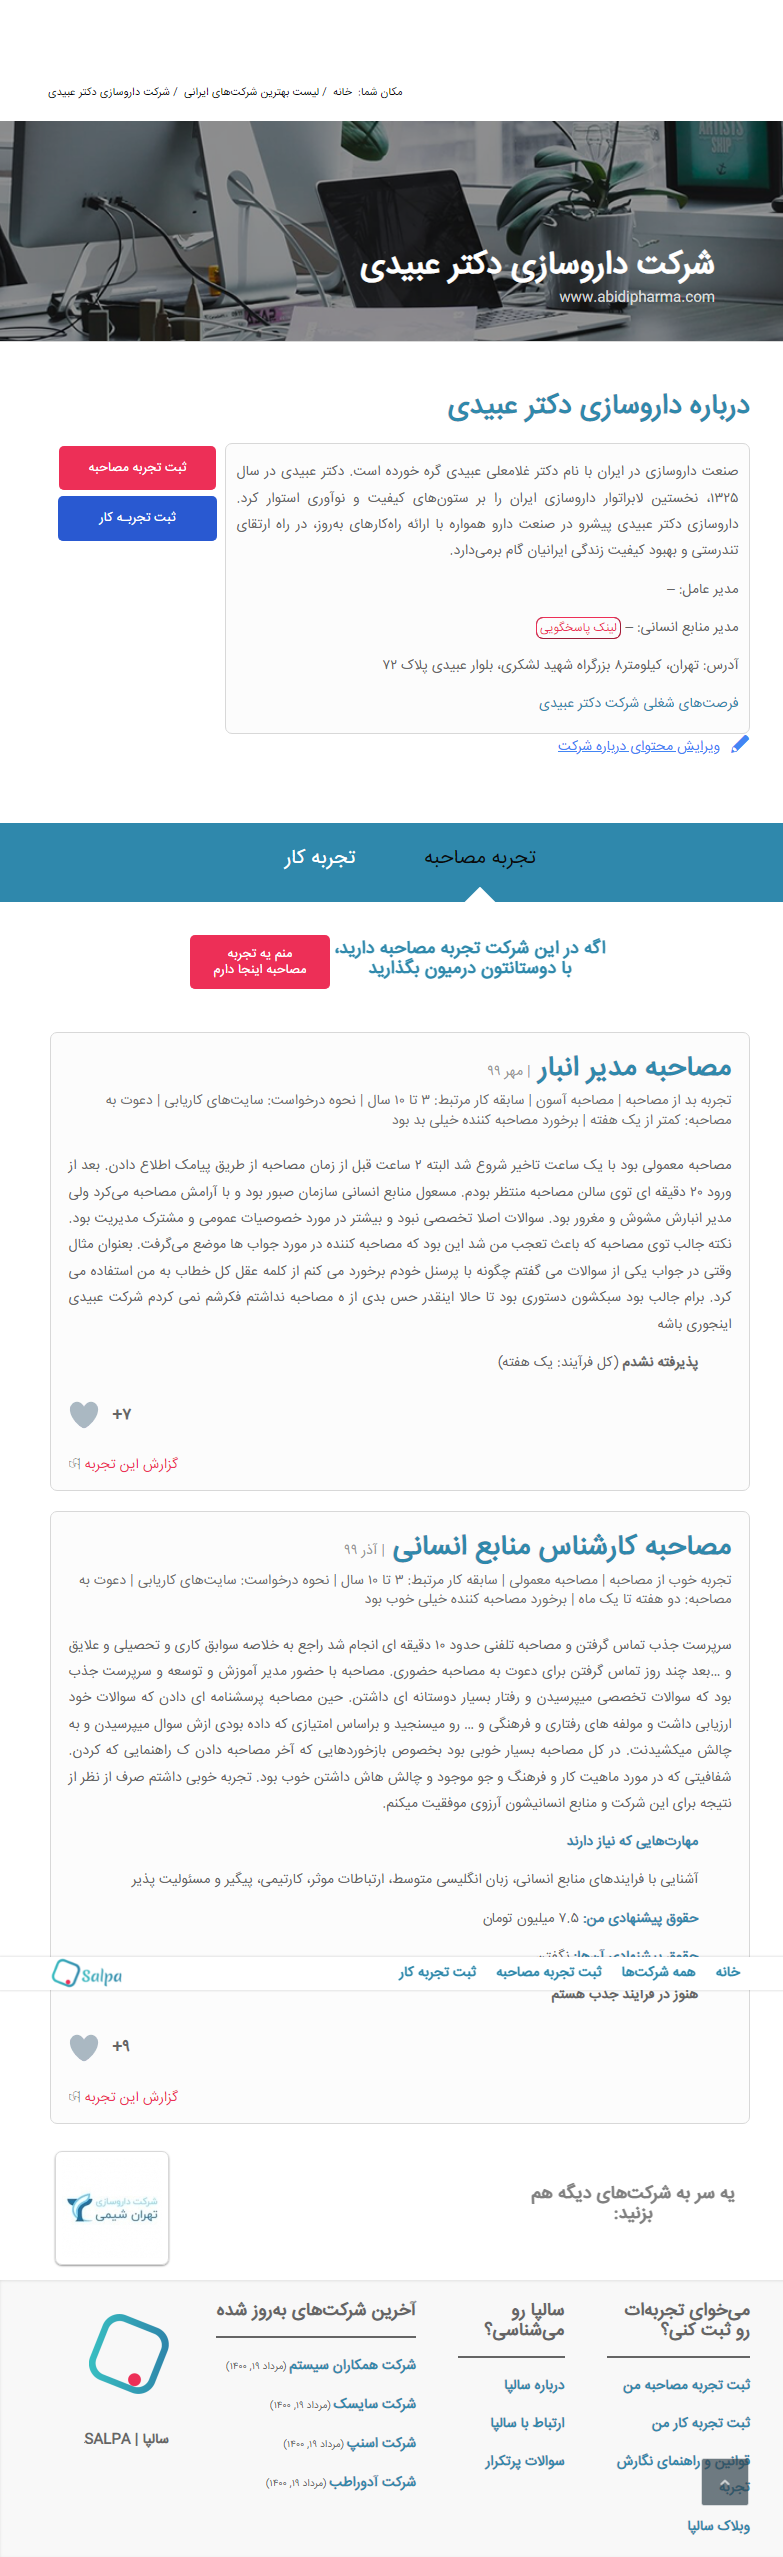 مکان شما: خانه / لیست بهترین شرکت‌های ایرانی / شرکت داروسازی دکتر عبیدی
ARTISTS
SHIP
شرکت داروسازی دکتر عبیدی
www.abidipharma.com
درباره داروسازی دکتر عبیدی
ثبت تجربه مصاحبه
ثبت تجربـه کار
صنعت داروسازی در ایران با نام دکتر غلامعلی عبیدی گره خورده است. دکتر عبیدی در سال
۱۳۲۵، نخستین لابراتوار داروسازی ایران را بر ستون‌های کیفیت و نوآوری استوار کرد.
داروسازی دکتر عبیدی پیشرو در صنعت دارو همواره با ارائه راه‌کارهای به‌روز، در راه ارتقای
تندرستی و بهبود کیفیت زندگی ایرانیان گام برمی‌دارد.
مدیر عامل: –
مدیر منابع انسانی: – لینک پاسخگویی
آدرس: تهران، کیلومتر۸ بزرگراه شهید لشکری، بلوار عبیدی پلاک ۷۲
فرصت‌های شغلی شرکت دکتر عبیدی
ویرایش محتوای درباره شرکت
تجربه مصاحبه
تجربه کار
اگه در این شرکت تجربه مصاحبه دارید،
با دوستانتون درمیون بگذارید
منم یه تجربه
مصاحبه اینجا دارم
مصاحبه مدیر انبار | مهر ۹۹
تجربه بد از مصاحبه | مصاحبه آسون | سابقه کار مرتبط: ۳ تا ۱۰ سال | نحوه درخواست: سایت‌های کاریابی | دعوت به
مصاحبه: کمتر از یک هفته | برخورد مصاحبه کننده خیلی بد بود
مصاحبه معمولی بود با یک ساعت تاخیر شروع شد البته ۲ ساعت قبل از زمان مصاحبه از طریق پیامک اطلاع دادن. بعد از
ورود ۲۰ دقیقه ای توی سالن مصاحبه منتظر بودم. مسعول منابع انسانی سازمان صبور بود و با آرامش مصاحبه می‌کرد ولی
مدیر انبارش مشوش و مغرور بود. سوالات اصلا تخصصی نبود و بیشتر در مورد خصوصیات عمومی و مشترک مدیریت بود.
نکته جالب توی مصاحبه که باعث تعجب من شد این بود که مصاحبه کننده در مورد جواب ها موضع می‌گرفت. بعنوان مثال
وقتی در جواب یکی از سوالات می گفتم چگونه با پرسنل خودم برخورد می کنم از کلمه عقل کل خطاب به من استفاده می
کرد. برام جالب بود سبکشون دستوری بود تا حالا اینقدر حس بدی از ه مصاحبه نداشتم فکرشم نمی کردم شرکت عبیدی
اینجوری باشه
پذیرفته نشدم (کل فرآیند: یک هفته)
+۷
گزارش این تجربه
مصاحبه کارشناس منابع انسانی | آذر ۹۹
تجربه خوب از مصاحبه | مصاحبه معمولی | سابقه کار مرتبط: ۳ تا ۱۰ سال | نحوه درخواست: سایت‌های کاریابی | دعوت به
مصاحبه: دو هفته تا یک ماه | برخورد مصاحبه کننده خیلی خوب بود
سرپرست جذب تماس گرفتن و مصاحبه تلفنی حدود ۱۰ دقیقه ای انجام شد راجع به خلاصه سوابق کاری و تحصیلی و علایق
و …بعد چند روز تماس گرفتن برای دعوت به مصاحبه حضوری. مصاحبه با حضور مدیر آموزش و توسعه و سرپرست جذب
بود که سوالات تخصصی میپرسیدن و رفتار بسیار دوستانه ای داشتن. حین مصاحبه پرسشنامه ای دادن که سوالات خود
ارزیابی داشت و مولفه های رفتاری و فرهنگی و … رو میسنجید و براساس امتیازی که داده بودی ازش سوال میپرسیدن و به
چالش میکشیدنت. در کل مصاحبه بسیار خوبی بود بخصوص بازخوردهایی که آخر مصاحبه دادن ک راهنمایی که کردن.
شفافیتی که در مورد ماهیت کار و فرهنگ و جو موجود و چالش هاش داشتن خوب بود. تجربه خوبی داشتم صرف از نظر از
نتیجه برای این شرکت و منابع انسانیشون آرزوی موفقیت میکنم.
مهارت‌هایی که نیاز دارند
آشنایی با فرایندهای منابع انسانی، زبان انگلیسی متوسط، ارتباطات موثر، کارتیمی، پیگیر و مسئولیت پذیر
حقوق پیشنهادی من: ۷.۵ میلیون تومان
حقوق پیشنهادی آن‌ها: نگفتن
خانه همه شرکت‌ها ثبت تجربه مصاحبه ثبت تجربه کار
Salpa
هنوز در فرآیند جذب هستم
+۹
گزارش این تجربه
یه سر به شرکت‌های دیگه هم
بزنید:
شرکت داروسازی
تهران شیمی
می‌خوای تجربه‌ات
رو ثبت کنی؟
ثبت تجربه مصاحبه من
ثبت تجربه کار من
قوانین و راهنمای نگارش
تجربه
وبلاگ سالپا
سالپا رو
می‌شناسی؟
درباره سالپا
ارتباط با سالپا
سوالات پرتکرار
آخرین شرکت‌های به‌روز شده
شرکت همکاران سیستم (مرداد ۱۹, ۱۴۰۰)
شرکت سایسک (مرداد ۱۹, ۱۴۰۰)
شرکت اسنپ (مرداد ۱۹, ۱۴۰۰)
شرکت آدوراطب (مرداد ۱۹, ۱۴۰۰)
سالپا | SALPA